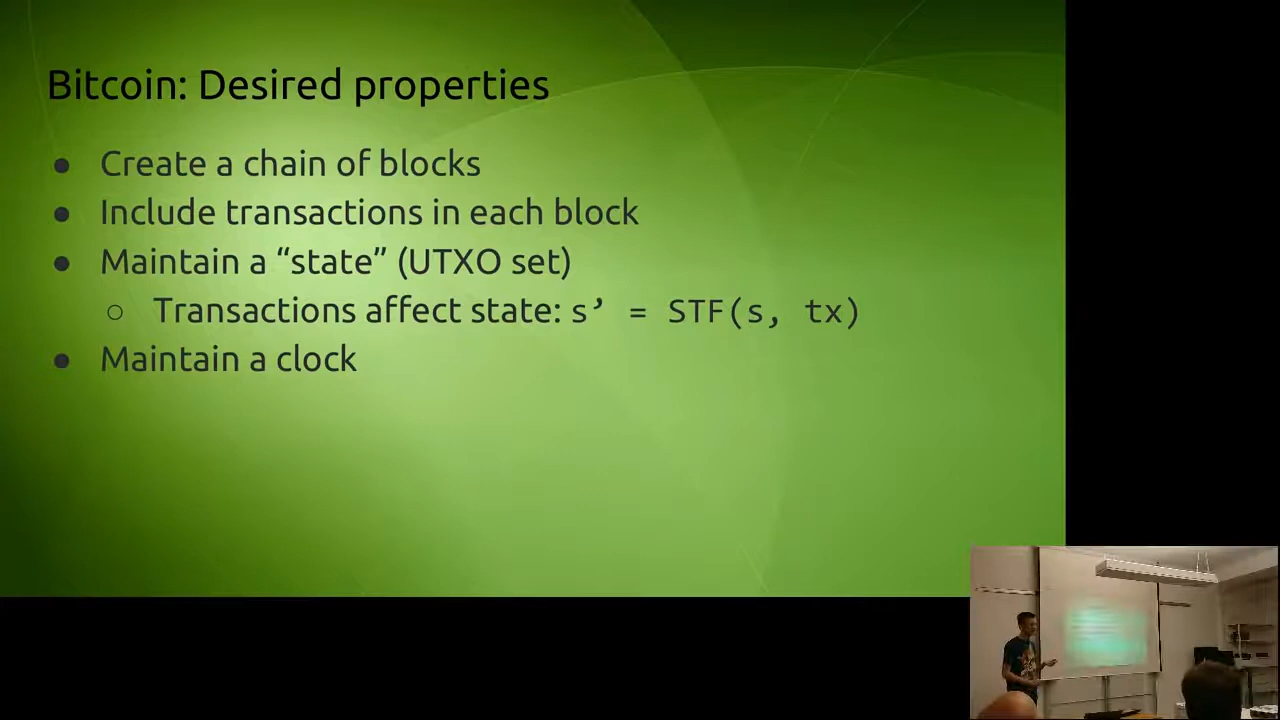 Bitcoin: Desired properties
● Create a chain of blocks
● Include transactions in each block
● Maintain a “state” (UTXO set)
○ Transactions affect state: s’ = STF(s, tx)
● Maintain a clock